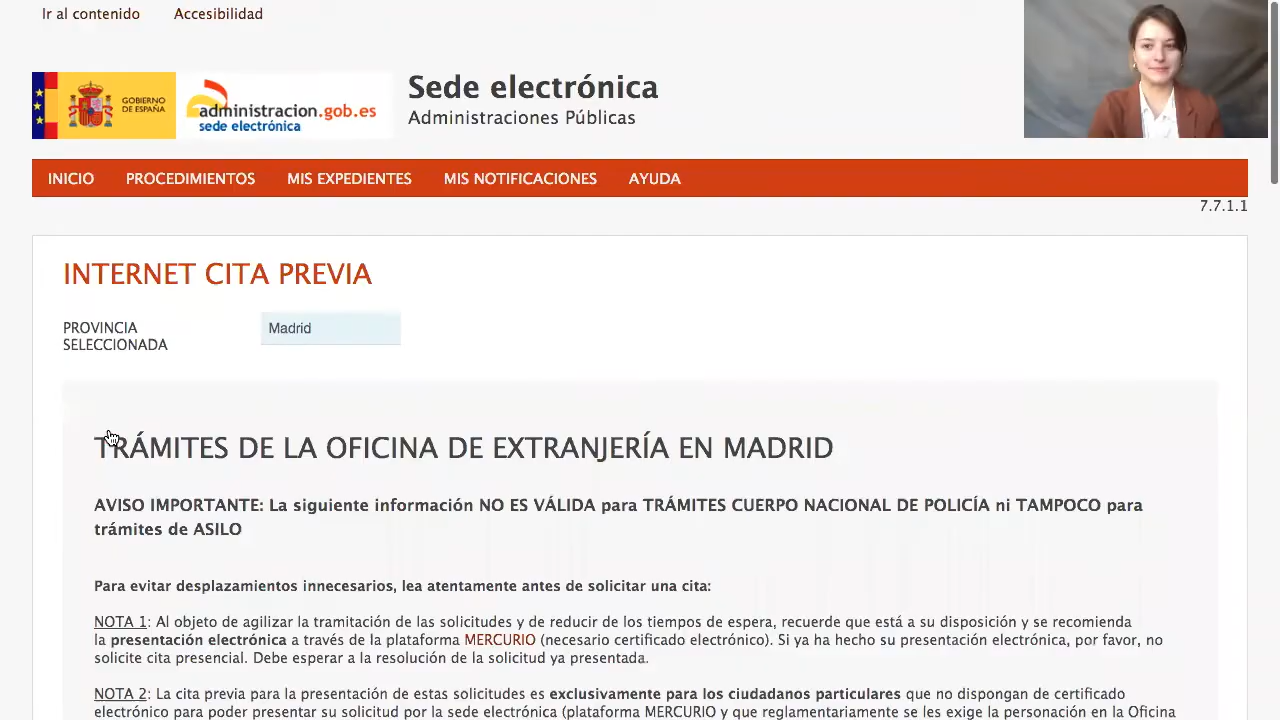 Ir al contenido Accesibilidad
GOBIERNO
DE ESPAÑA
administracion.gob.es
sede electrónica
Sede electrónica
Administraciones Públicas
INICIO PROCEDIMIENTOS MIS EXPEDIENTES MIS NOTIFICACIONES AYUDA
7.7.1.1
INTERNET CITA PREVIA
PROVINCIA
SELECCIONADA
Madrid
TRÁMITES DE LA OFICINA DE EXTRANJERÍA EN MADRID
AVISO IMPORTANTE: La siguiente información NO ES VÁLIDA para TRÁMITES CUERPO NACIONAL DE POLICÍA ni TAMPOCO para
trámites de ASILO
Para evitar desplazamientos innecesarios, lea atentamente antes de solicitar una cita:
NOTA 1: Al objeto de agilizar la tramitación de las solicitudes y de reducir de los tiempos de espera, recuerde que está a su disposición y se recomienda
la presentación electrónica a través de la plataforma MERCURIO (necesario certificado electrónico). Si ya ha hecho su presentación electrónica, por favor, no
solicite cita presencial. Debe esperar a la resolución de la solicitud ya presentada.
NOTA 2: La cita previa para la presentación de estas solicitudes es exclusivamente para los ciudadanos particulares que no dispongan de certificado
electrónico para poder presentar su solicitud por la sede electrónica (plataforma MERCURIO y que reglamentariamente se les exige la personación en la Oficina